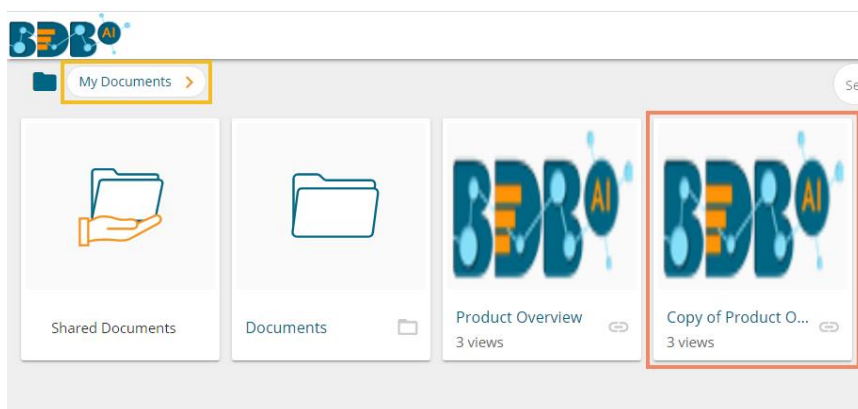 BDB AI
My Documents >
Se
BDB AI
BDB AI
Shared Documents
Documents
Product Overview
3 views
Copy of Product O...
3 views